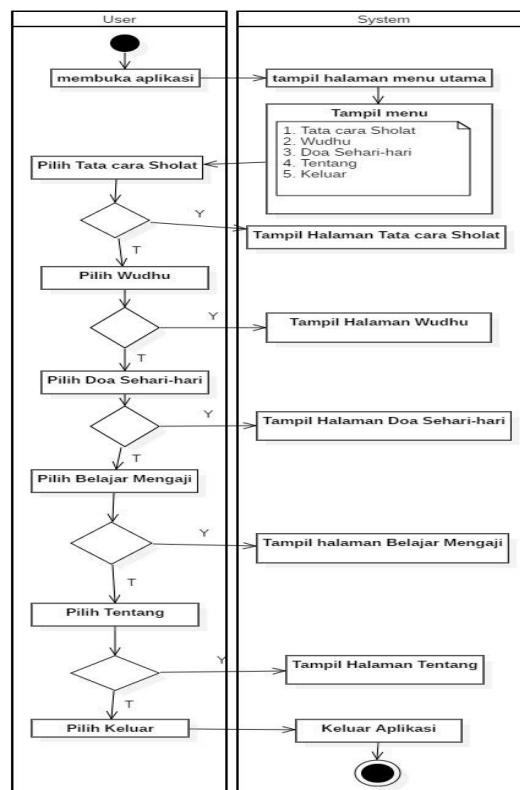 User
System
membuka aplikasi
tampil halaman menu utama
Tampil menu
1. Tata cara Sholat
2. Wudhu
3. Doa Sehari-hari
4. Tentang
5. Keluar
Pilih Tata cara Sholat
Y
Tampil Halaman Tata cara Sholat
T
Pilih Wudhu
Y
Tampil Halaman Wudhu
T
Pilih Doa Sehari-hari
Y
Tampil Halaman Doa Sehari-hari
T
Pilih Belajar Mengaji
Y
Tampil halaman Belajar Mengaji
T
Pilih Tentang
Y
Tampil Halaman Tentang
T
Pilih Keluar
Keluar Aplikasi